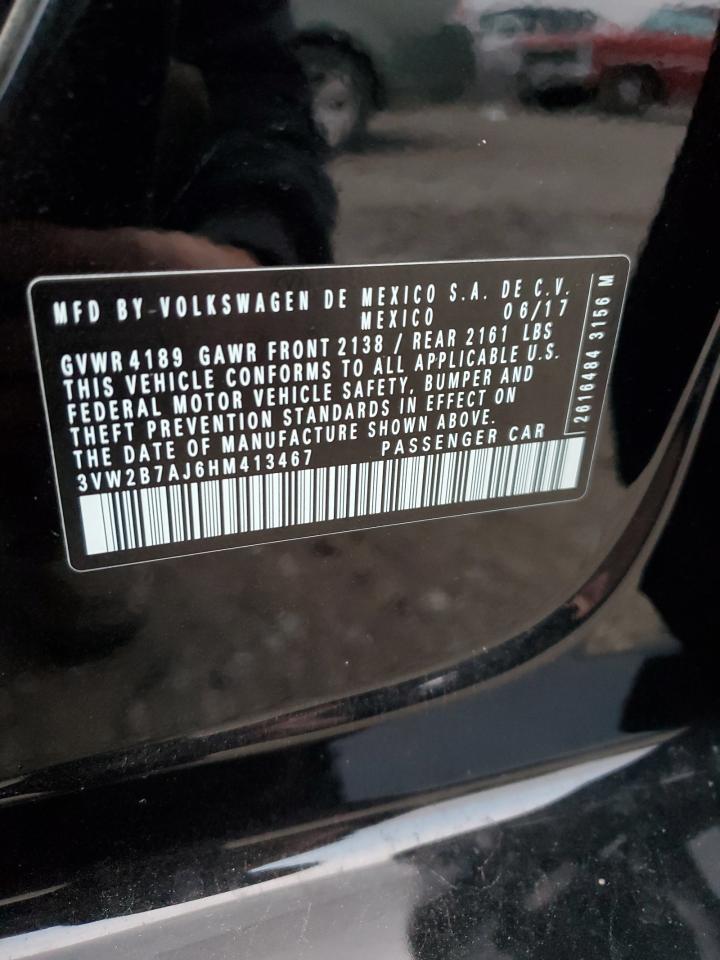 MFD BY-VOLKSWAGEN DE MEXICO S.A. DE C.V.
MEXICO 06/17
GVWR 4189 GAWR FRONT 2138 / REAR 2161 LBS
THIS VEHICLE CONFORMS TO ALL APPLICABLE U.S.
FEDERAL MOTOR VEHICLE SAFETY, BUMPER AND
THEFT PREVENTION STANDARDS IN EFFECT ON
THE DATE OF MANUFACTURE SHOWN ABOVE.
3VW2B7AJ6HM413467 PASSENGER CAR
2616484 3156 M